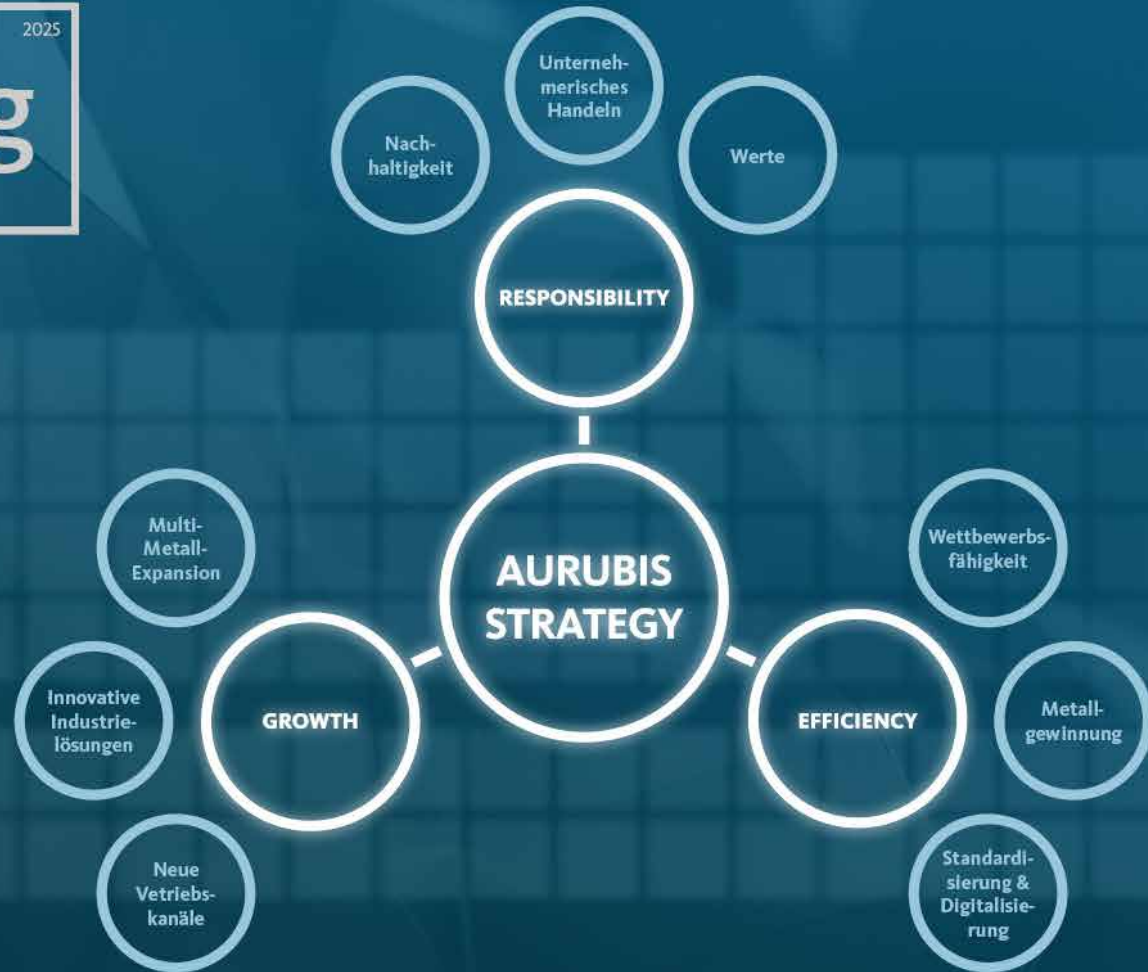 2025
g
Unterneh-
merisches
Handeln
Nach-
haltigkeit
Werte
RESPONSIBILITY
AURUBIS
STRATEGY
Multi-
Metall-
Expansion
Innovative
Industrie-
lösungen
GROWTH
Neue
Vetriebs-
kanäle
Wettbewerbs-
fähigkeit
EFFICIENCY
Metall-
gewinnung
Standardi-
sierung &
Digitalisie-
rung